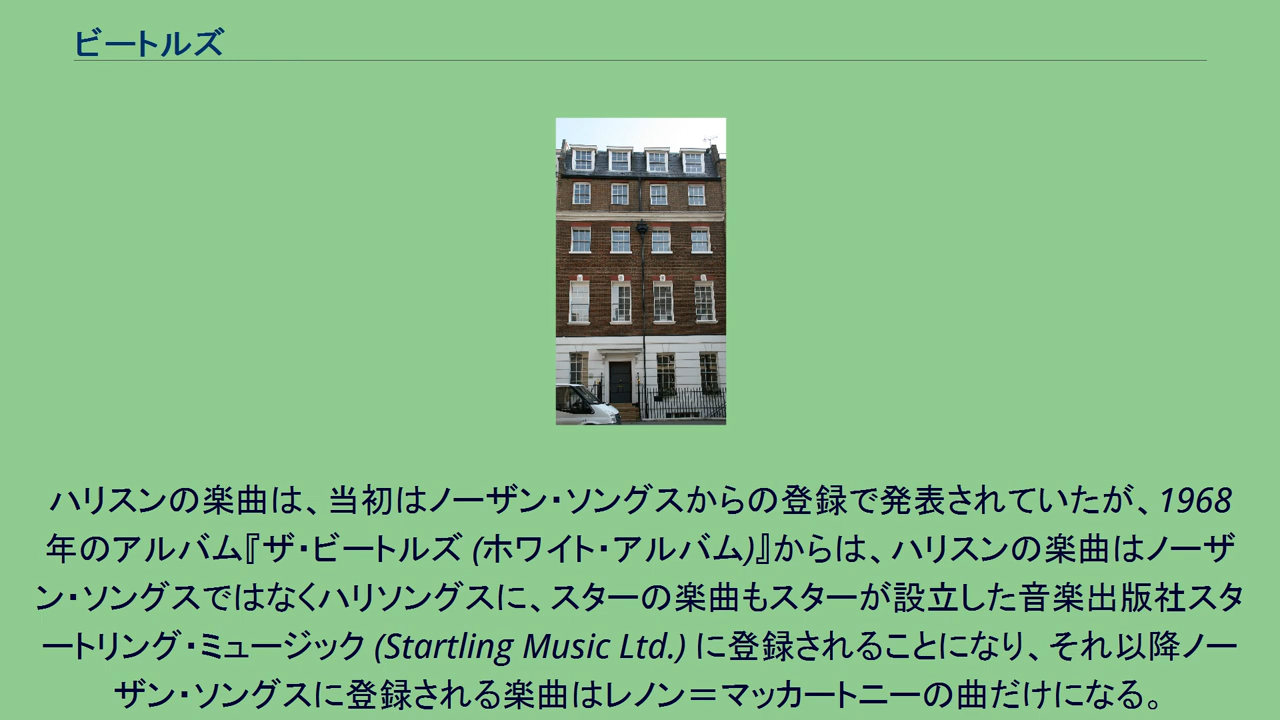 ビートルズ
ハリスンの楽曲は、当初はノーザン・ソングスからの登録で発表されていたが、1968
年のアルバム『ザ・ビートルズ (ホワイト・アルバム)』からは、ハリスンの楽曲はノーザ
ン・ソングスではなくハリソングスに、スターの楽曲もスターが設立した音楽出版社スタ
ートリング・ミュージック (Startling Music Ltd.) に登録されることになり、それ以降ノー
ザン・ソングスに登録される楽曲はレノン＝マッカートニーの曲だけになる。